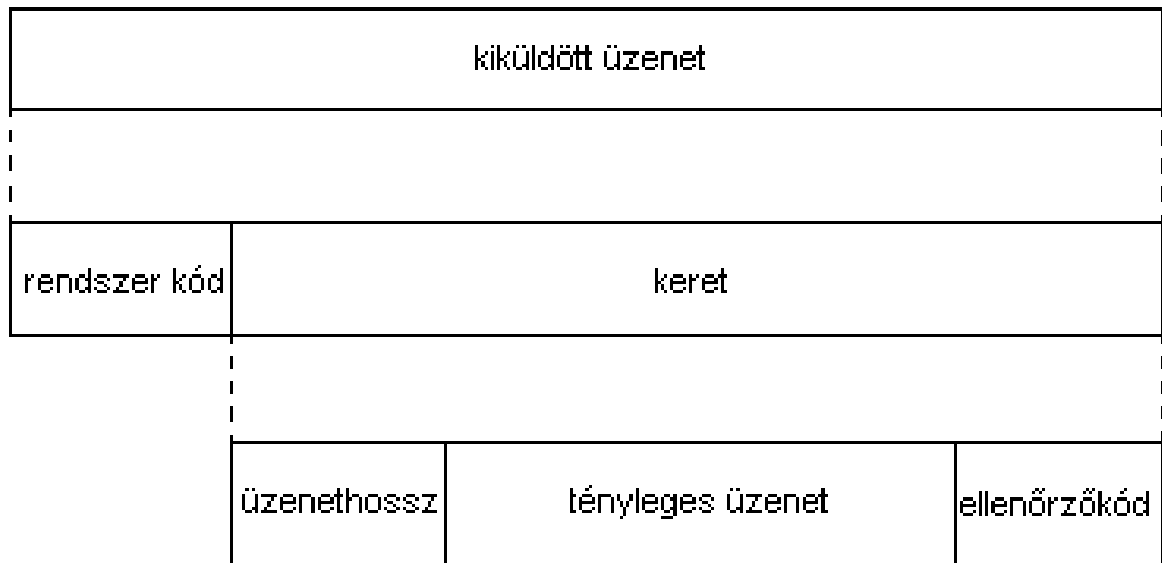 kiküldött üzenet
rendszer kód
keret
üzenethossz
tényleges üzenet
ellenőrzőkód